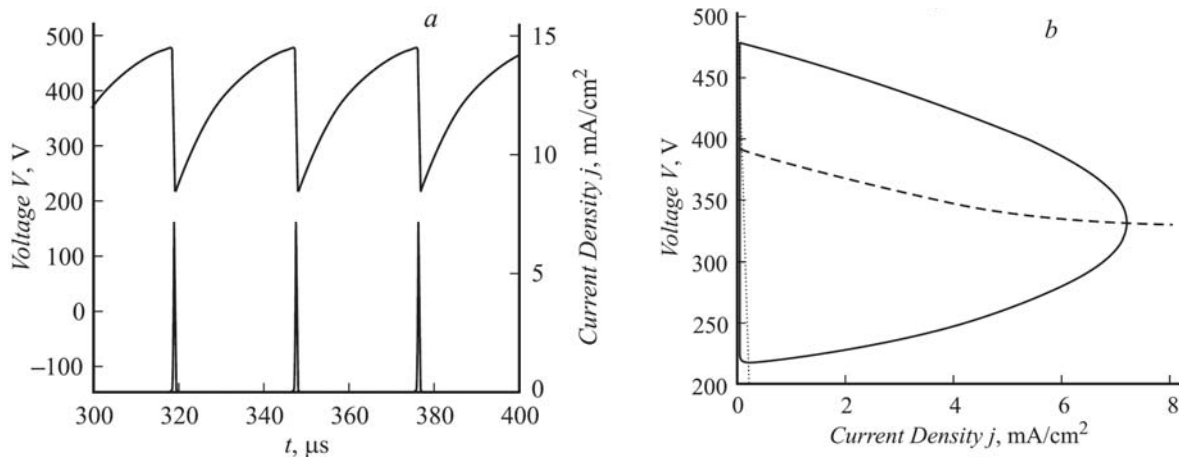 a
500
400
300
200
100
0
−100
Voltage V, V
15
10
5
0
Current Density j, mA/cm²
300 320 340 360 380 400
t, μs
b
500
450
400
350
300
250
200
Voltage V, V
0 2 4 6 8
Current Density j, mA/cm²